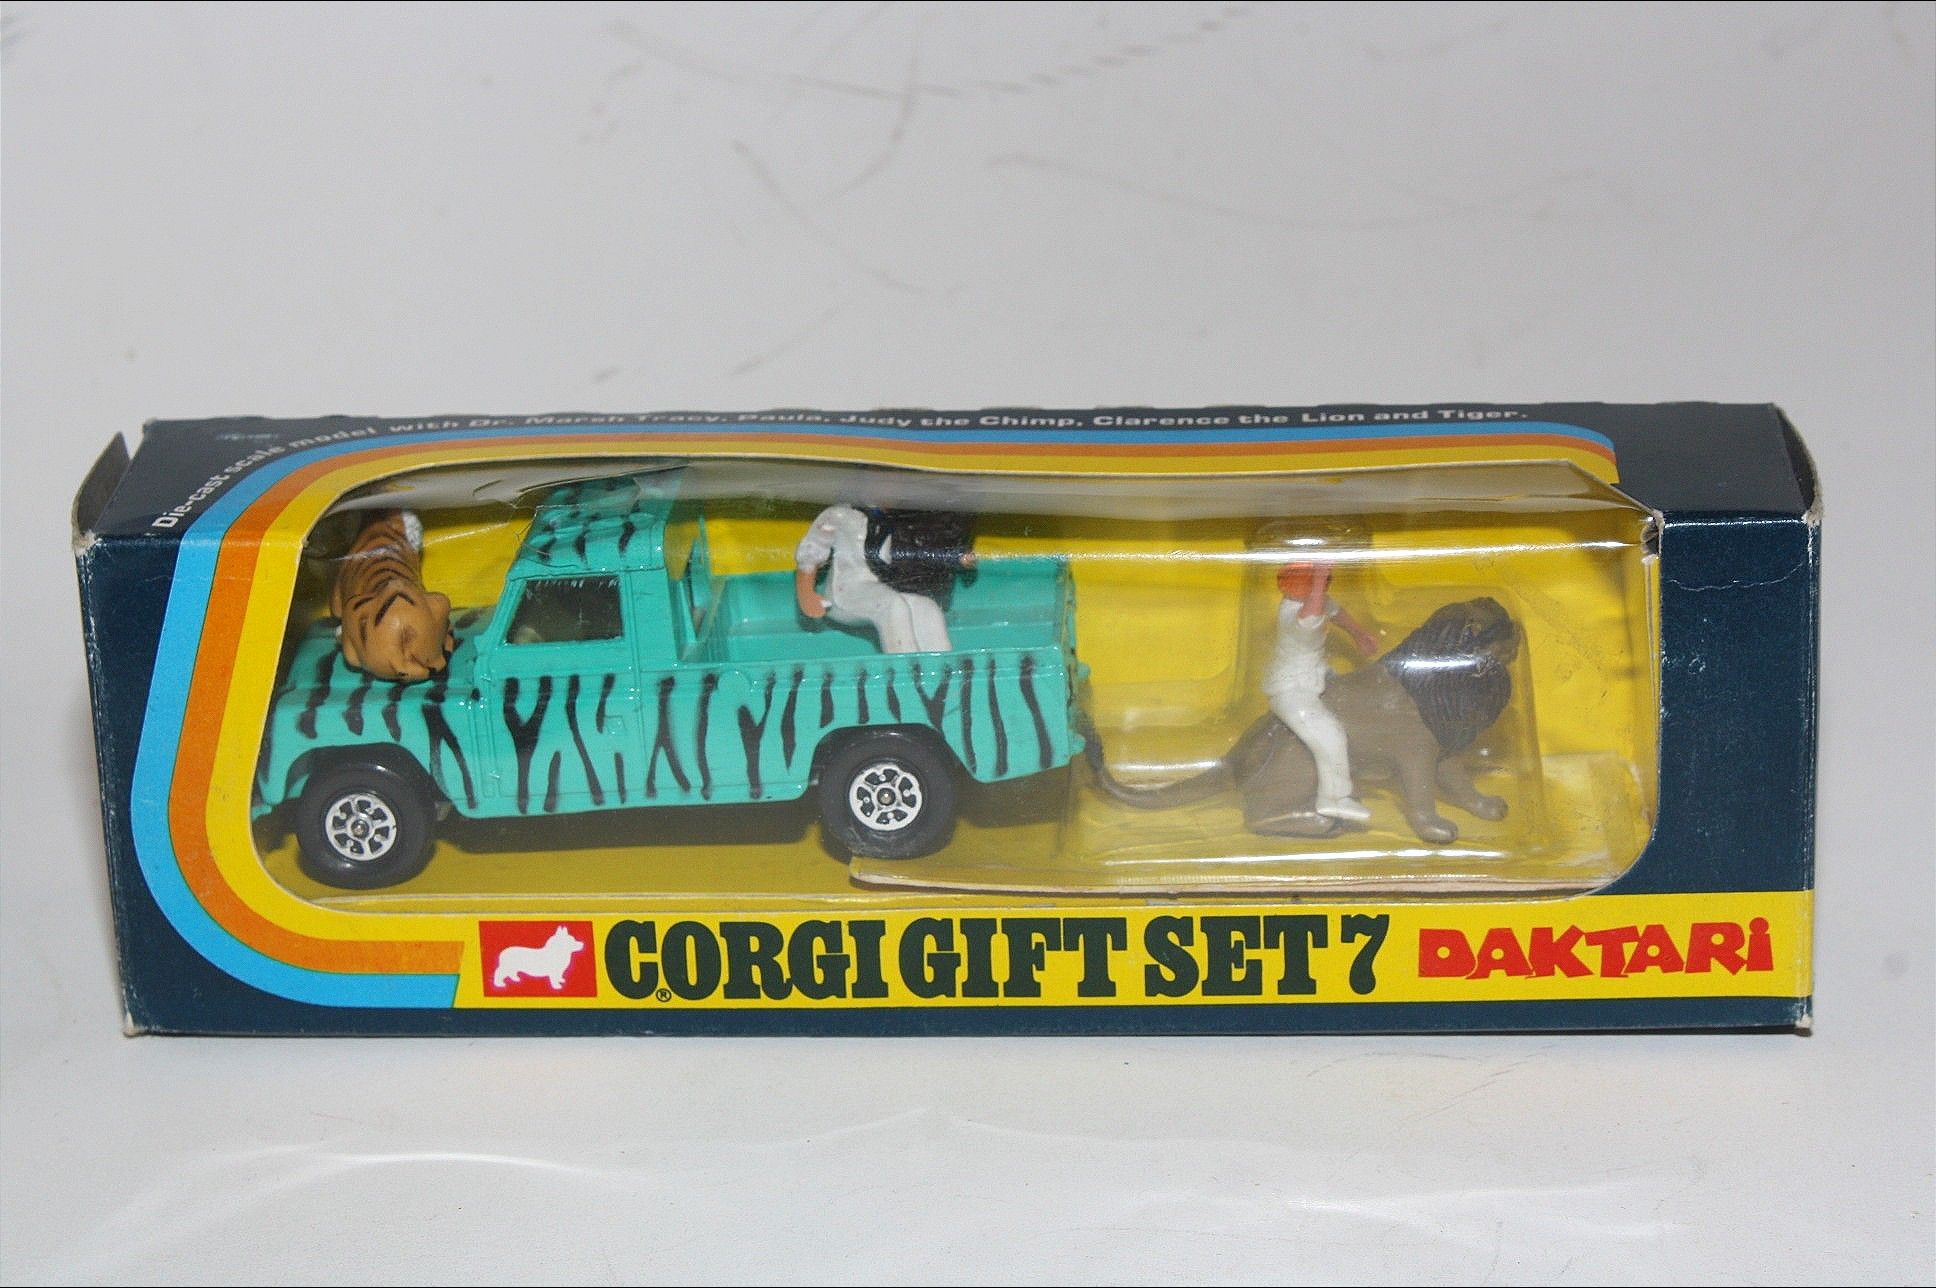 Die-cast scale model with Dr. Marsh Tracy, Paula, Judy the Chimp, Clarence the Lion and Tiger.
CORGI® GIFT SET 7 DAKTARi